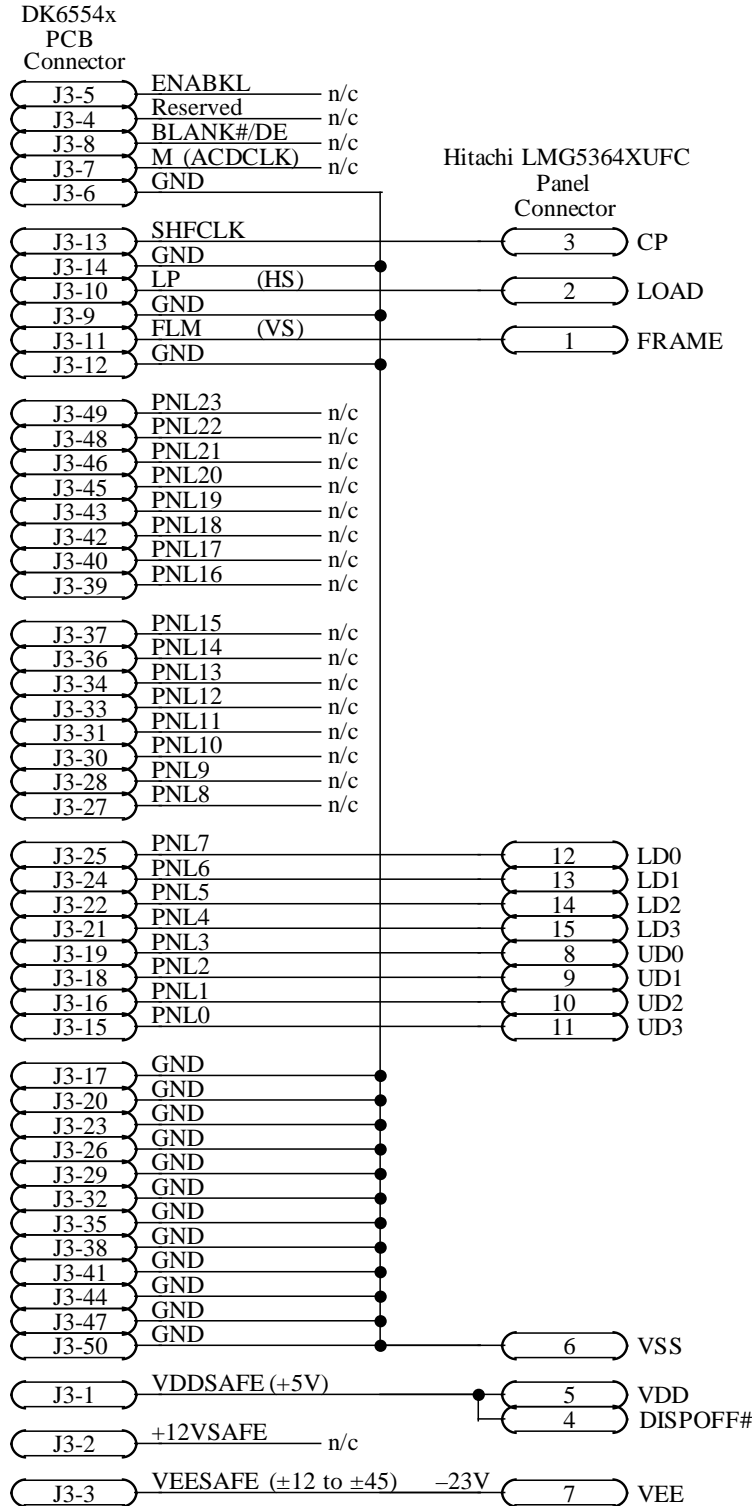 DK6554x
PCB
Connector
J3-5 ENABKL n/c
J3-4 Reserved n/c
J3-8 BLANK#/DE n/c
J3-7 M (ACDCLK) n/c
J3-6 GND
Hitachi LMG5364XUFC
Panel
Connector
J3-13 SHFCLK 3 CP
J3-14 GND
J3-10 LP (HS) 2 LOAD
J3-9 GND
J3-11 FLM (VS) 1 FRAME
J3-12 GND
J3-49 PNL23 n/c
J3-48 PNL22 n/c
J3-46 PNL21 n/c
J3-45 PNL20 n/c
J3-43 PNL19 n/c
J3-42 PNL18 n/c
J3-40 PNL17 n/c
J3-39 PNL16 n/c
J3-37 PNL15 n/c
J3-36 PNL14 n/c
J3-34 PNL13 n/c
J3-33 PNL12 n/c
J3-31 PNL11 n/c
J3-30 PNL10 n/c
J3-28 PNL9 n/c
J3-27 PNL8 n/c
J3-25 PNL7 12 LD0
J3-24 PNL6 13 LD1
J3-22 PNL5 14 LD2
J3-21 PNL4 15 LD3
J3-19 PNL3 8 UD0
J3-18 PNL2 9 UD1
J3-16 PNL1 10 UD2
J3-15 PNL0 11 UD3
J3-17 GND
J3-20 GND
J3-23 GND
J3-26 GND
J3-29 GND
J3-32 GND
J3-35 GND
J3-38 GND
J3-41 GND
J3-44 GND
J3-47 GND
J3-50 GND 6 VSS
J3-1 VDDSAFE (+5V) 5 VDD
4 DISPOFF#
J3-2 +12VSAFE n/c
J3-3 VEESAFE (±12 to ±45) –23V 7 VEE